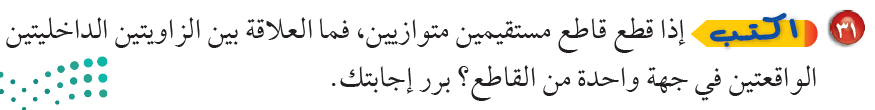 ٣١ اكتب إذا قطع قاطع مستقيمين متوازيين، فما العلاقة بين الزاويتين الداخليتين
الواقعتين في جهة واحدة من القاطع؟ برر إجابتك.